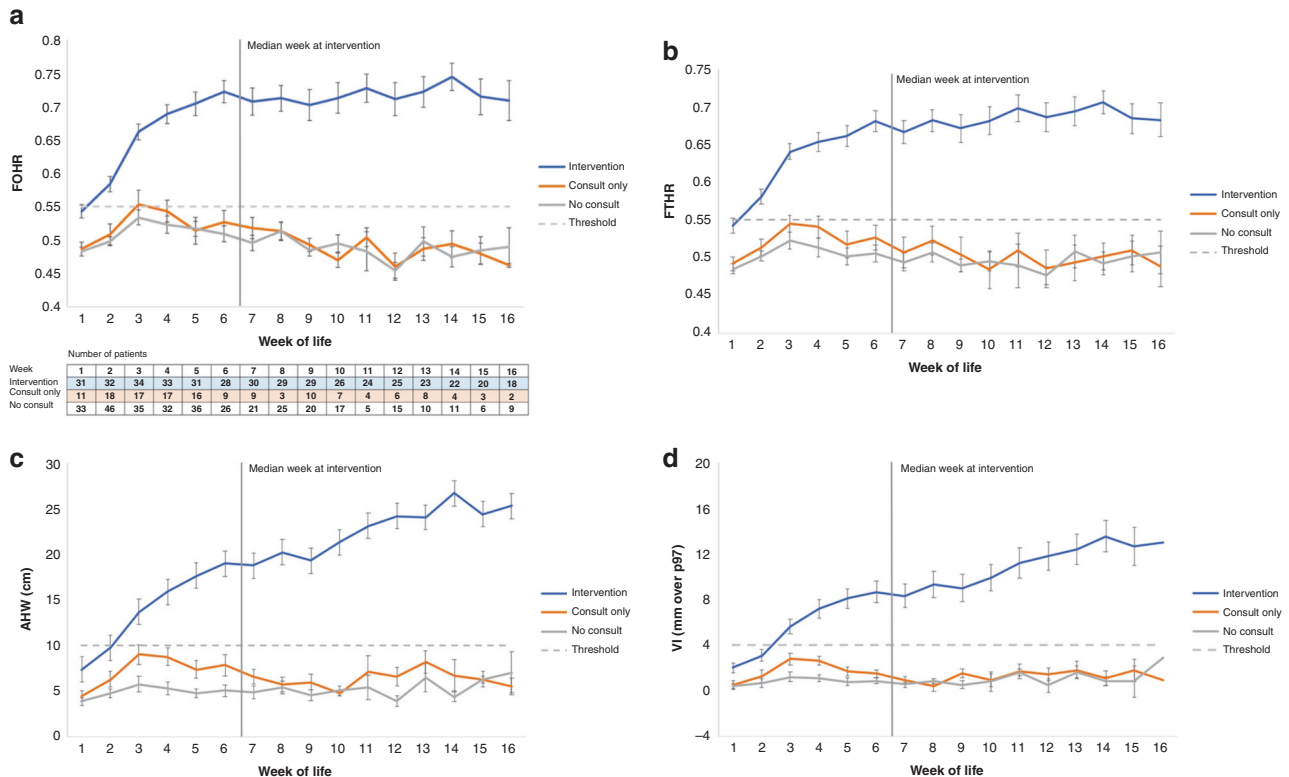 a
0.8
0.75
0.7
0.65
0.6
0.55
0.5
0.45
0.4
FOHR
Median week at intervention
Intervention
Consult only
No consult
Threshold
1 2 3 4 5 6 7 8 9 10 11 12 13 14 15 16
Week of life
Number of patients
Week 1 2 3 4 5 6 7 8 9 10 11 12 13 14 15 16
Intervention 31 32 34 33 31 28 30 29 29 26 24 25 23 22 20 18
Consult only 11 18 17 17 16 9 9 3 10 7 4 6 8 4 3 2
No consult 33 46 35 32 36 26 21 25 20 17 5 15 10 11 6 9
b
0.75
0.7
0.65
0.6
0.55
0.5
0.45
0.4
FTHR
Median week at intervention
Intervention
Consult only
No consult
Threshold
1 2 3 4 5 6 7 8 9 10 11 12 13 14 15 16
Week of life
c
30
25
20
15
10
5
0
AHW (cm)
Median week at intervention
Intervention
Consult only
No consult
Threshold
1 2 3 4 5 6 7 8 9 10 11 12 13 14 15 16
Week of life
d
20
16
12
8
4
0
–4
VI (mm over p97)
Median week at intervention
Intervention
Consult only
No consult
Threshold
1 2 3 4 5 6 7 8 9 10 11 12 13 14 15 16
Week of life